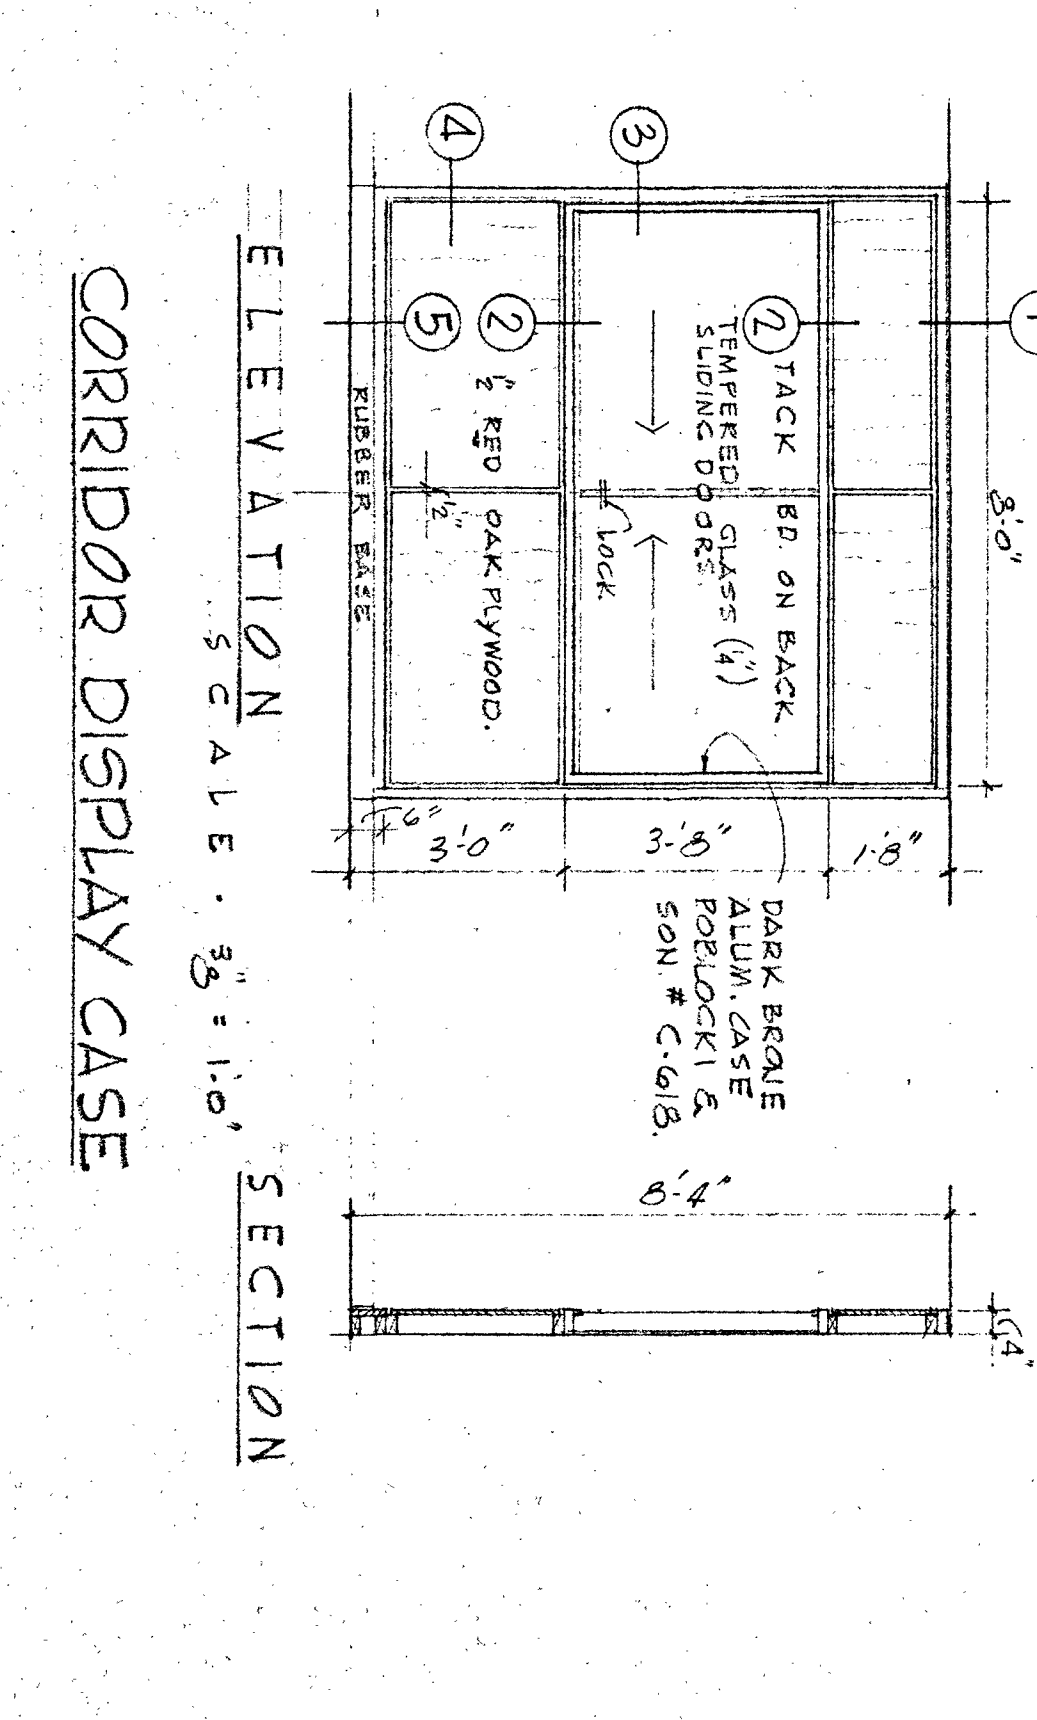 1
8'-0"
2 TACK BD. ON BACK
TEMPERED GLASS (1/4")
SLIDING DOORS.
3
LOCK
2
1/2" RED OAK PLYWOOD.
4
5
1/2"
RUBBER BASE
1'-8"
3'-8"
3'-0"
6"
DARK BRONE
ALUM. CASE
POBLOCKI &
SON. # C-618.
8'-4"
4"
ELEVATION
SECTION
SCALE · 3/8" = 1'-0"
CORRIDOR DISPLAY CASE